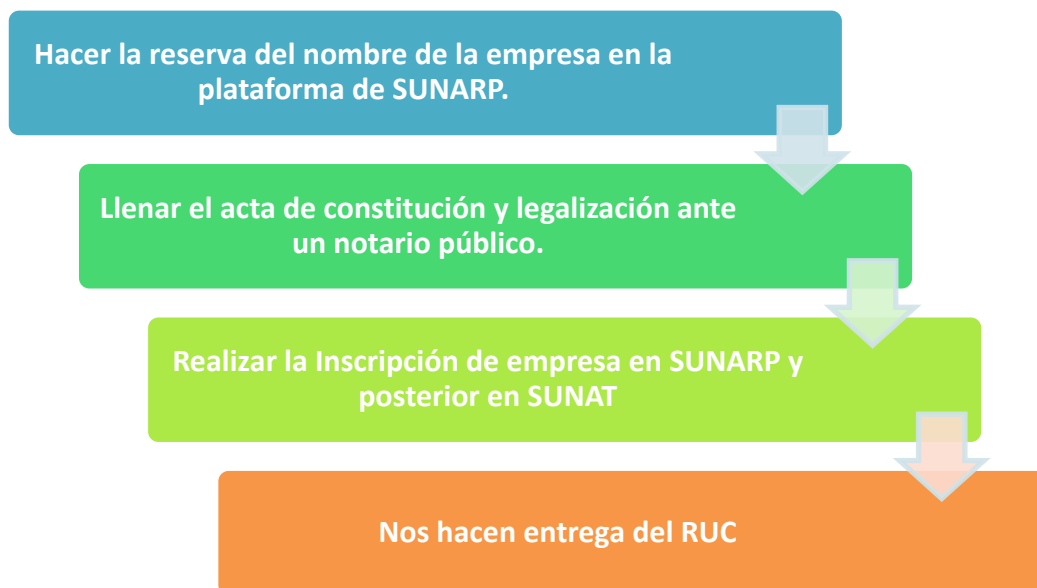 Hacer la reserva del nombre de la empresa en la
plataforma de SUNARP.
Llenar el acta de constitución y legalización ante
un notario público.
Realizar la Inscripción de empresa en SUNARP y
posterior en SUNAT
Nos hacen entrega del RUC